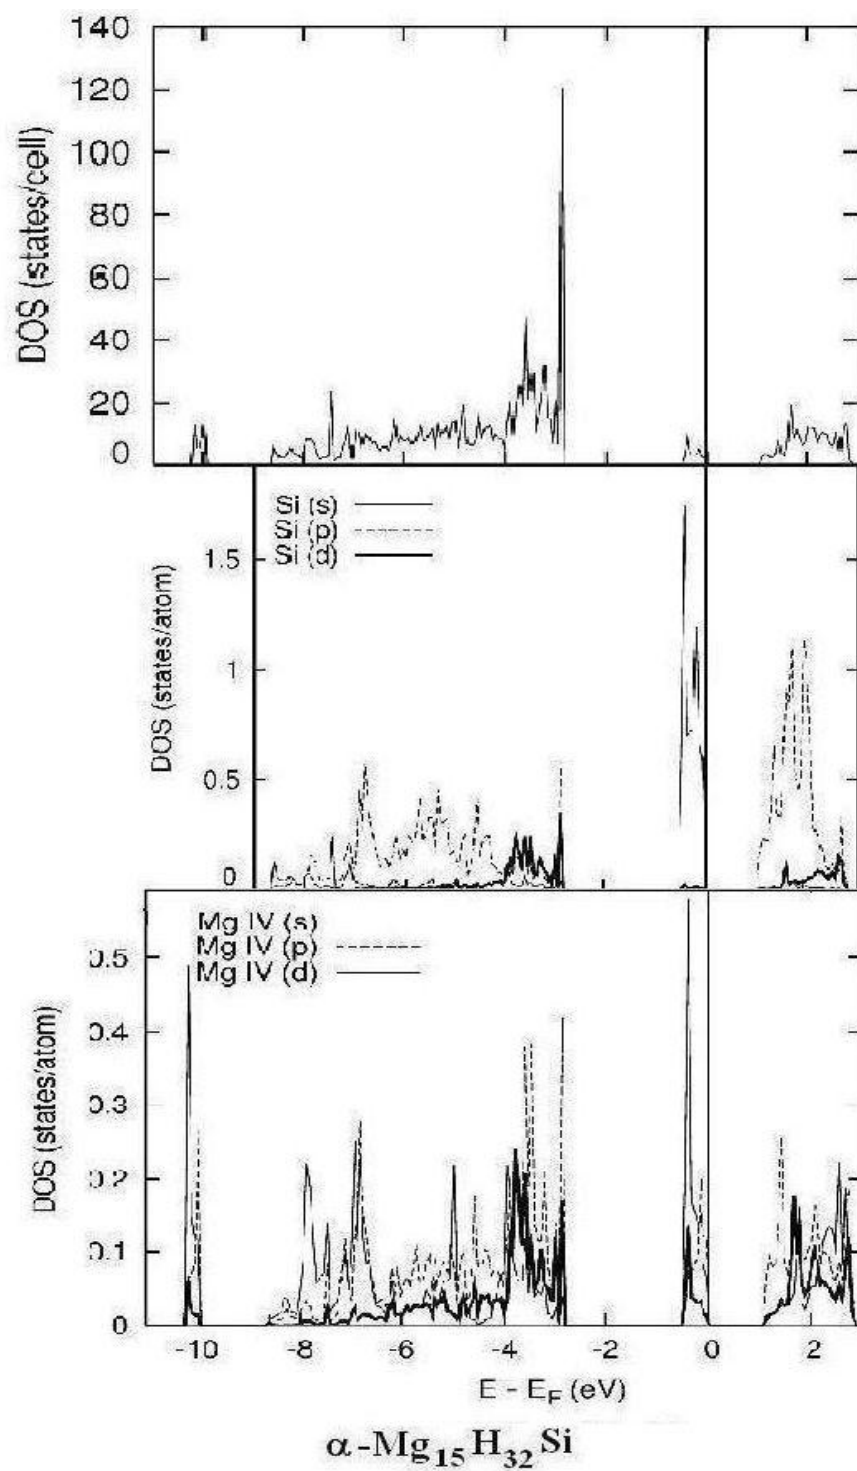 140
120
100
80
60
40
20
0
DOS (states/cell)
Si (s)
Si (p)
Si (d)
1.5
1
0.5
0
DOS (states/atom)
Mg IV (s)
Mg IV (p)
Mg IV (d)
0.5
0.4
0.3
0.2
0.1
0
DOS (states/atom)
-10 -8 -6 -4 -2 0 2
E - E_F (eV)
α-Mg₁₅H₃₂Si